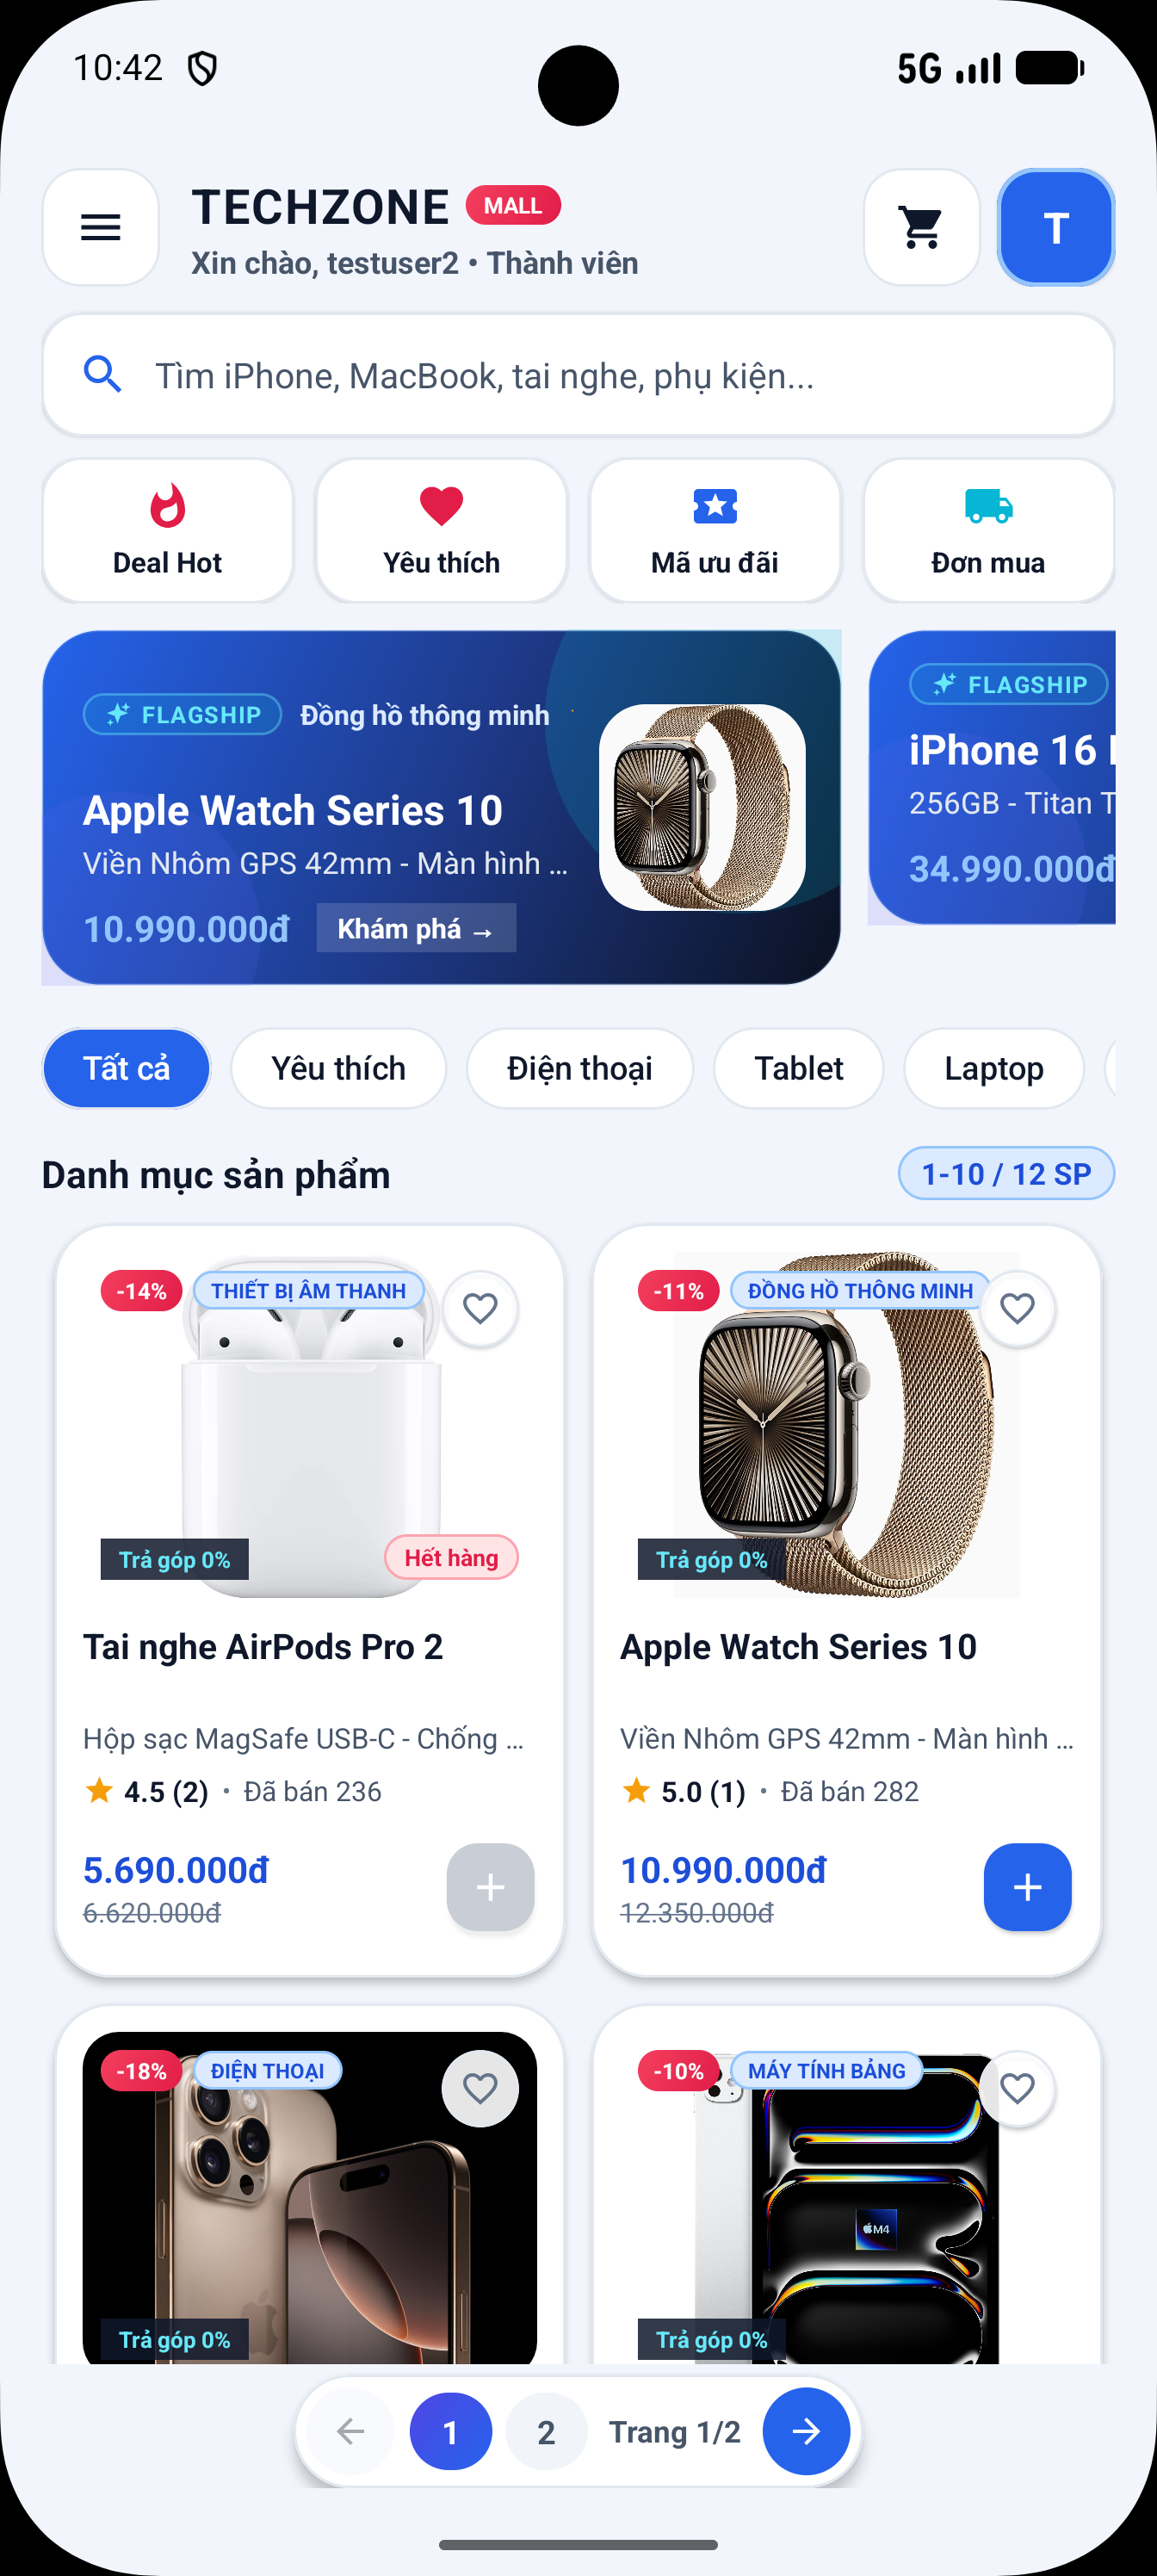 10:42
5G
TECHZONE MALL
Xin chào, testuser2 • Thành viên
T
Tìm iPhone, MacBook, tai nghe, phụ kiện...
Deal Hot
Yêu thích
Mã ưu đãi
Đơn mua
FLAGSHIP Đồng hồ thông minh
Apple Watch Series 10
Viền Nhôm GPS 42mm - Màn hình ...
10.990.000đ Khám phá →
FLAGSHIP
iPhone 16
256GB - Titan T
34.990.000đ
Tất cả
Yêu thích
Điện thoại
Tablet
Laptop
Danh mục sản phẩm
1-10 / 12 SP
-14% THIẾT BỊ ÂM THANH
Trả góp 0%
Hết hàng
Tai nghe AirPods Pro 2
Hộp sạc MagSafe USB-C - Chống ...
4.5 (2) • Đã bán 236
5.690.000đ
6.620.000đ
-11% ĐỒNG HỒ THÔNG MINH
Trả góp 0%
Apple Watch Series 10
Viền Nhôm GPS 42mm - Màn hình ...
5.0 (1) • Đã bán 282
10.990.000đ
12.350.000đ
-18% ĐIỆN THOẠI
Trả góp 0%
-10% MÁY TÍNH BẢNG
M4
Trả góp 0%
1 2 Trang 1/2